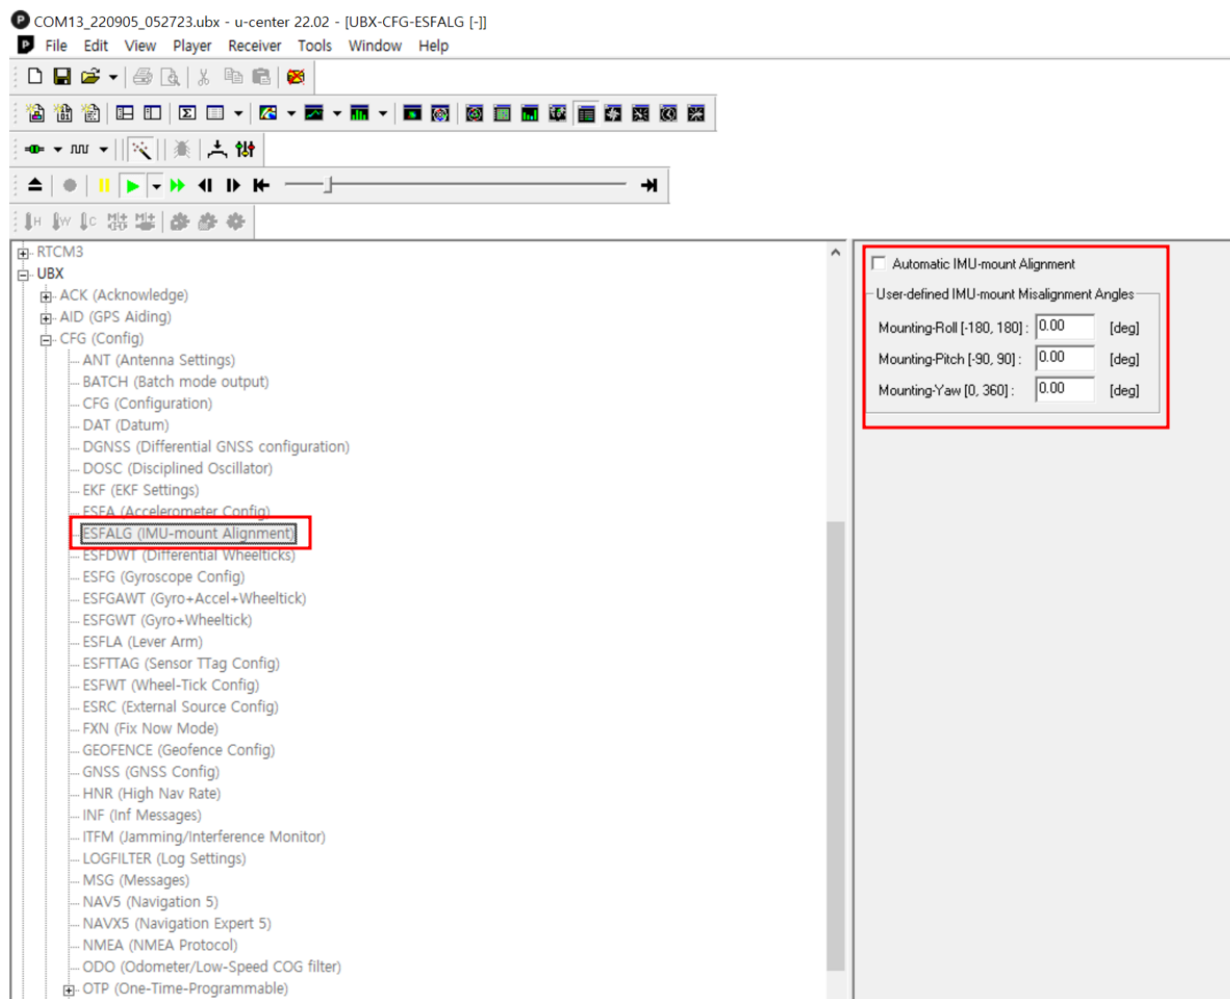 COM13_220905_052723.ubx - u-center 22.02 - [UBX-CFG-ESFALG [-]]
File Edit View Player Receiver Tools Window Help
RTCM3
UBX
ACK (Acknowledge)
AID (GPS Aiding)
CFG (Config)
ANT (Antenna Settings)
BATCH (Batch mode output)
CFG (Configuration)
DAT (Datum)
DGNSS (Differential GNSS configuration)
DOSC (Disciplined Oscillator)
EKF (EKF Settings)
ESFA (Accelerometer Config)
ESFALG (IMU-mount Alignment)
ESFDWT (Differential Wheelticks)
ESFG (Gyroscope Config)
ESFGAWT (Gyro+Accel+Wheeltick)
ESFGWT (Gyro+Wheeltick)
ESFLA (Lever Arm)
ESFTTAG (Sensor TTag Config)
ESFWT (Wheel-Tick Config)
ESRC (External Source Config)
FXN (Fix Now Mode)
GEOFENCE (Geofence Config)
GNSS (GNSS Config)
HNR (High Nav Rate)
INF (Inf Messages)
ITFM (Jamming/Interference Monitor)
LOGFILTER (Log Settings)
MSG (Messages)
NAV5 (Navigation 5)
NAVX5 (Navigation Expert 5)
NMEA (NMEA Protocol)
ODO (Odometer/Low-Speed COG filter)
OTP (One-Time-Programmable)
Automatic IMU-mount Alignment
User-defined IMU-mount Misalignment Angles
Mounting-Roll [-180, 180] : 0.00 [deg]
Mounting-Pitch [-90, 90] : 0.00 [deg]
Mounting-Yaw [0, 360] : 0.00 [deg]